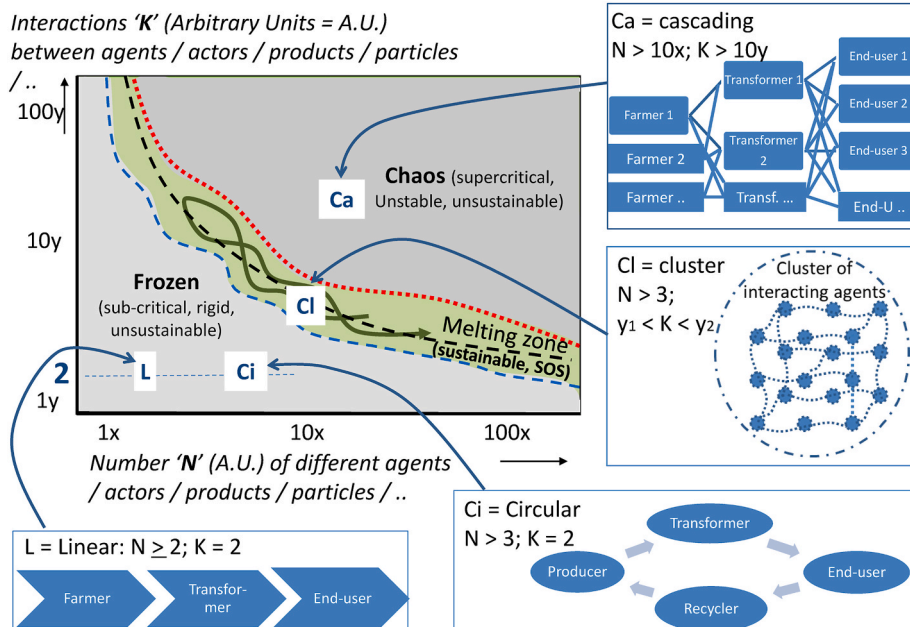 Interactions ‘K’ (Arbitrary Units = A.U.)
between agents / actors / products / particles
/ ..
100y
10y
2
1y
Chaos (supercritical,
Unstable, unsustainable)
Ca
Frozen
(sub-critical, rigid,
unsustainable)
Cl
Melting zone
(sustainable, SOS)
L
Ci
1x
10x
100x
Number ‘N’ (A.U.) of different agents
/ actors / products / particles / ..
Ca = cascading
N > 10x; K > 10y
Farmer 1
Farmer 2
Farmer ..
Transformer 1
Transformer
2
Transf. ...
End-user 1
End-user 2
End-user 3
End-U ..
Cl = cluster
N > 3;
y1 < K < y2
Cluster of
interacting agents
L = Linear: N ≥ 2; K = 2
Farmer
Transfor-
mer
End-user
Ci = Circular
N > 3; K = 2
Transformer
Producer
End-user
Recycler